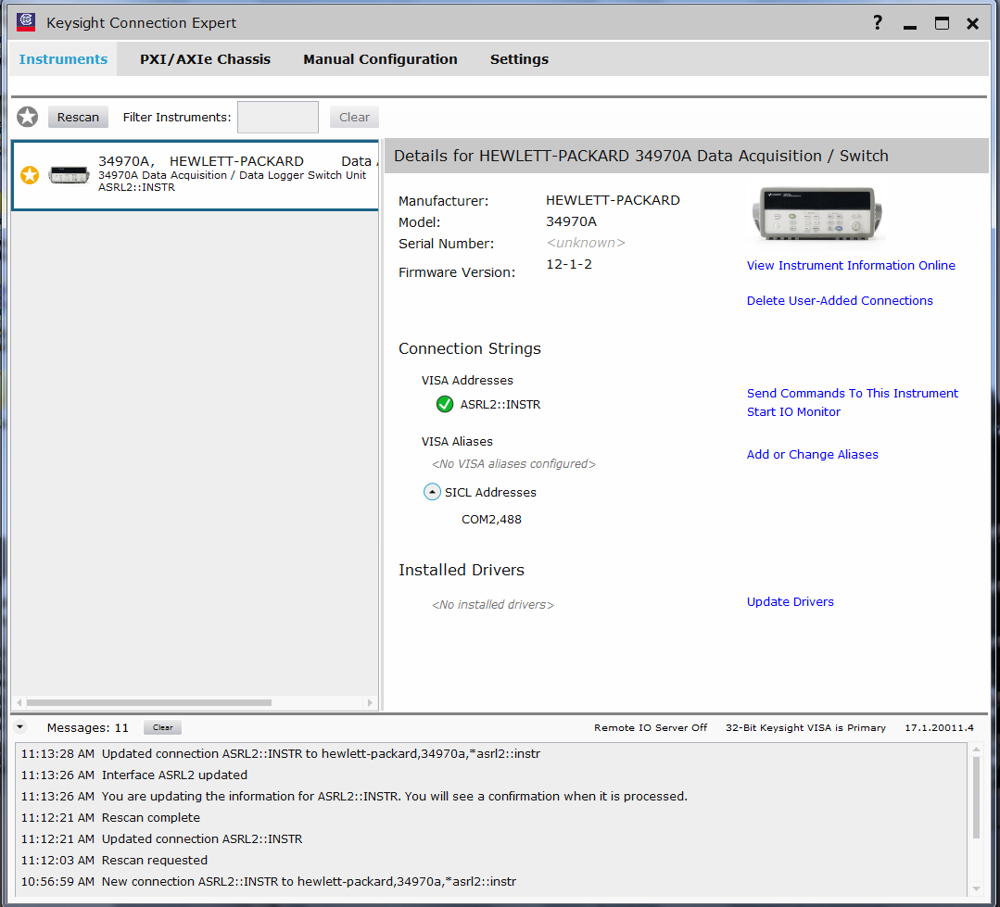 Keysight Connection Expert
?
Instruments PXI/AXIe Chassis Manual Configuration Settings
Rescan Filter Instruments: Clear
34970A, HEWLETT-PACKARD Data
34970A Data Acquisition / Data Logger Switch Unit
ASRL2::INSTR
Details for HEWLETT-PACKARD 34970A Data Acquisition / Switch
Manufacturer: HEWLETT-PACKARD
Model: 34970A
Serial Number: <unknown>
Firmware Version: 12-1-2
View Instrument Information Online
Delete User-Added Connections
Connection Strings
VISA Addresses
ASRL2::INSTR
Send Commands To This Instrument
Start IO Monitor
VISA Aliases
<No VISA aliases configured>
Add or Change Aliases
SICL Addresses
COM2,488
Installed Drivers
<No installed drivers>
Update Drivers
Messages: 11 Clear Remote IO Server Off 32-Bit Keysight VISA is Primary 17.1.20011.4
11:13:28 AM Updated connection ASRL2::INSTR to hewlett-packard,34970a,*asrl2::instr
11:13:26 AM Interface ASRL2 updated
11:13:26 AM You are updating the information for ASRL2::INSTR. You will see a confirmation when it is processed.
11:12:21 AM Rescan complete
11:12:21 AM Updated connection ASRL2::INSTR
11:12:03 AM Rescan requested
10:56:59 AM New connection ASRL2::INSTR to hewlett-packard,34970a,*asrl2::instr